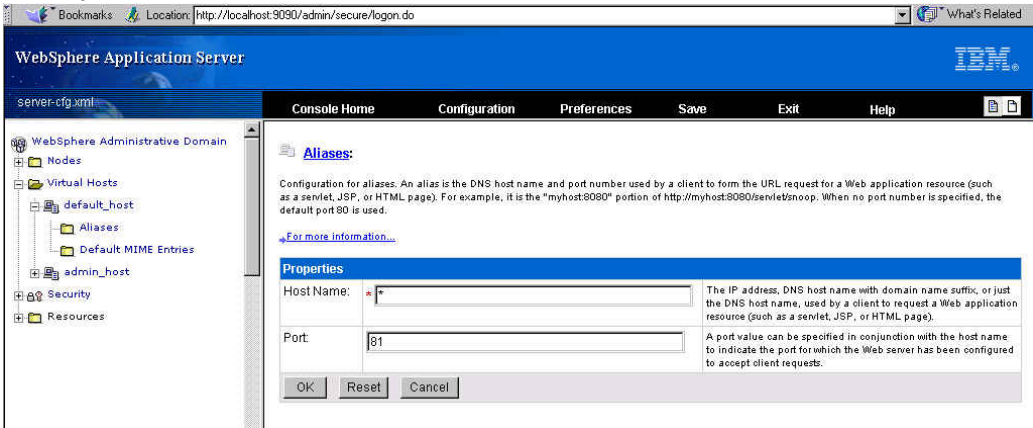 Bookmarks Location: http://localhost:9090/admin/secure/logon.do What's Related
WebSphere Application Server
IBM®
server-cfg.xml
Console Home Configuration Preferences Save Exit Help
WebSphere Administrative Domain
Nodes
Virtual Hosts
default_host
Aliases
Default MIME Entries
admin_host
Security
Resources
Aliases:
Configuration for aliases. An alias is the DNS host name and port number used by a client to form the URL request for a Web application resource (such
as a servlet, JSP, or HTML page). For example, it is the "myhost:8080" portion of http://myhost:8080/servlet/snoop. When no port number is specified, the
default port 80 is used.
For more information...
Properties
Host Name: * *
The IP address, DNS host name with domain name suffix, or just
the DNS host name, used by a client to request a Web application
resource (such as a servlet, JSP, or HTML page).
Port: 81
A port value can be specified in conjunction with the host name
to indicate the port for which the Web server has been configured
to accept client requests.
OK Reset Cancel